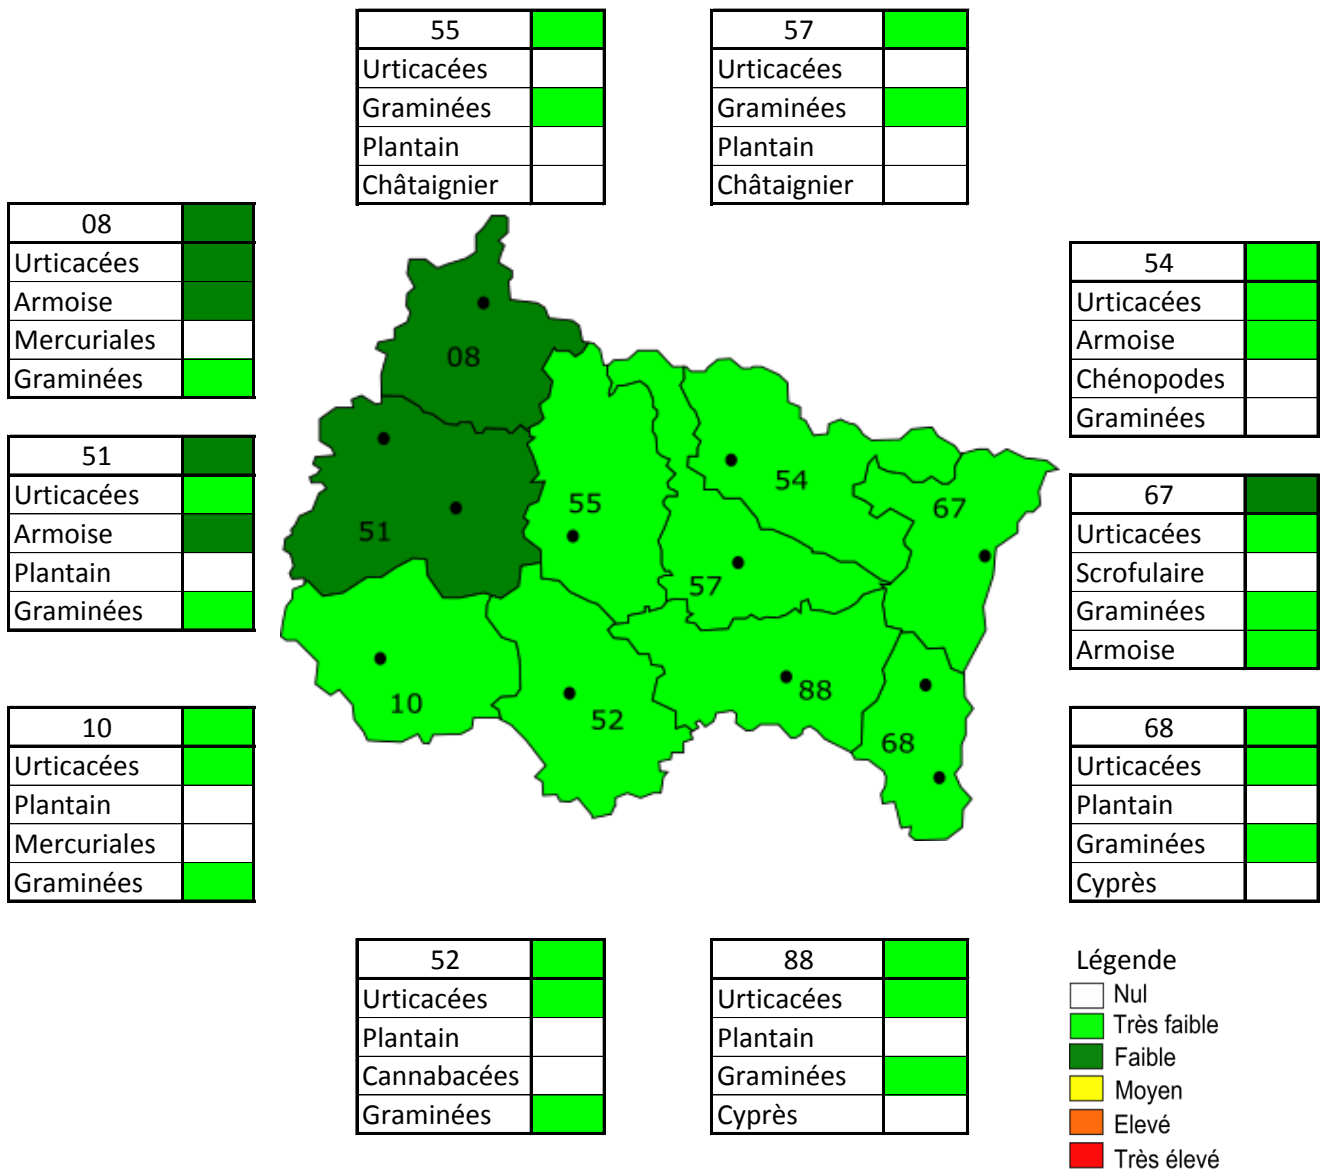 55
Urticacées
Graminées
Plantain
Châtaignier
57
Urticacées
Graminées
Plantain
Châtaignier
08
Urticacées
Armoise
Mercuriales
Graminées
54
Urticacées
Armoise
Chénopodes
Graminées
51
Urticacées
Armoise
Plantain
Graminées
67
Urticacées
Scrofulaire
Graminées
Armoise
10
Urticacées
Plantain
Mercuriales
Graminées
68
Urticacées
Plantain
Graminées
Cyprès
08
54
55
67
51
57
88
10
52
68
52
Urticacées
Plantain
Cannabacées
Graminées
88
Urticacées
Plantain
Graminées
Cyprès
Légende
Nul
Très faible
Faible
Moyen
Elevé
Très élevé